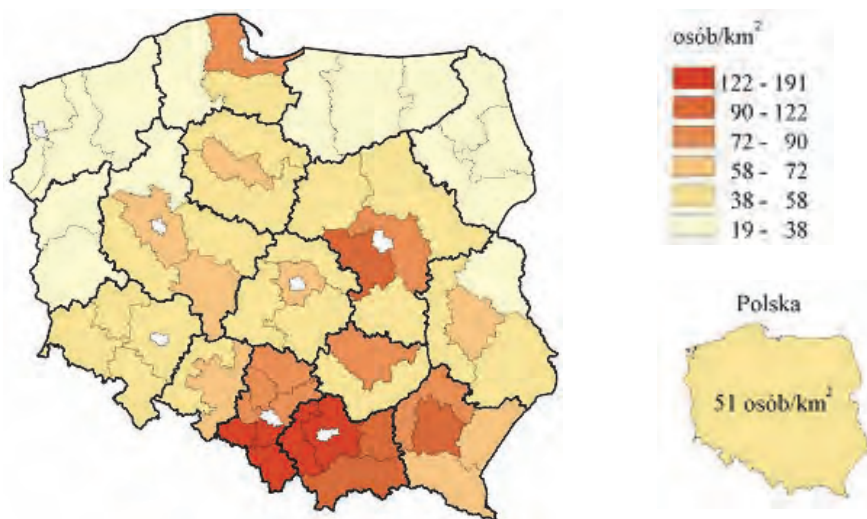 osób/km²
122 - 191
90 - 122
72 - 90
58 - 72
38 - 58
19 - 38
Polska
51 osób/km²